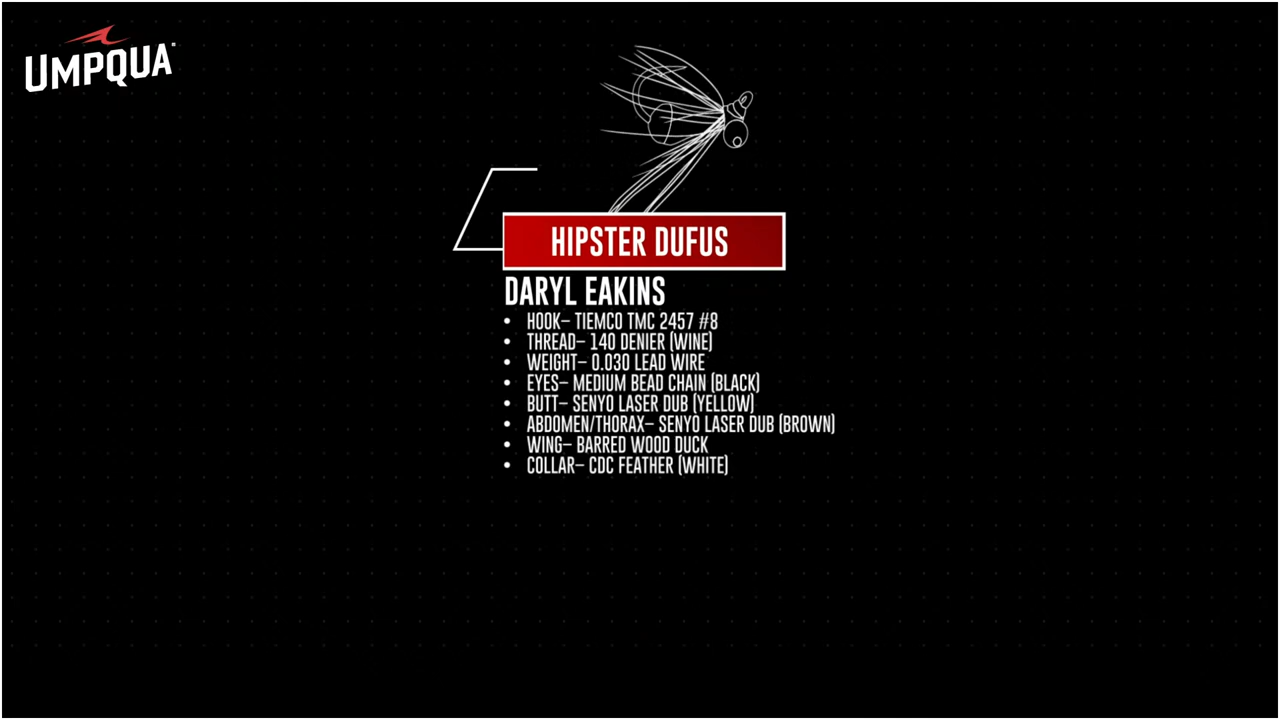 UMPQUA
HIPSTER DUFUS
DARYL EAKINS
• HOOK– TIEMCO TMC 2457 #8
• THREAD– 140 DENIER (WINE)
• WEIGHT– 0.030 LEAD WIRE
• EYES– MEDIUM BEAD CHAIN (BLACK)
• BUTT– SENYO LASER DUB (YELLOW)
• ABDOMEN/THORAX– SENYO LASER DUB (BROWN)
• WING– BARRED WOOD DUCK
• COLLAR– CDC FEATHER (WHITE)